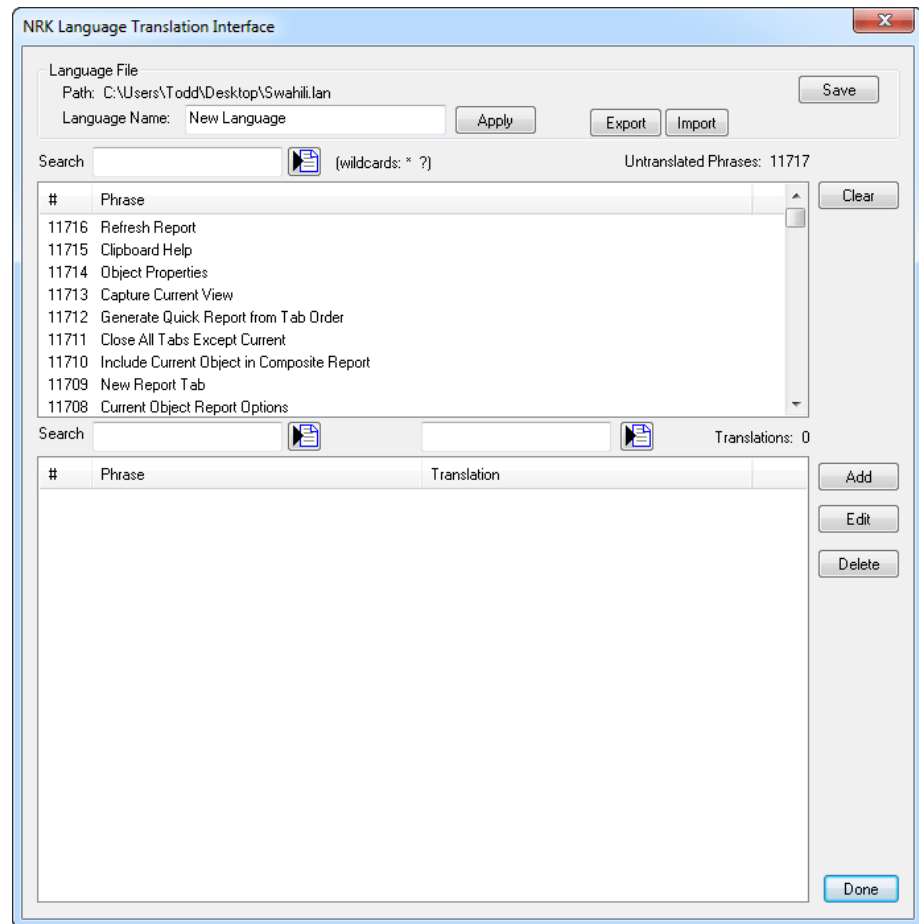 NRK Language Translation Interface
Language File
Path: C:\Users\Todd\Desktop\Swahili.lan
Save
Language Name: New Language Apply Export Import
Search (wildcards: * ?) Untranslated Phrases: 11717
# Phrase
Clear
11716 Refresh Report
11715 Clipboard Help
11714 Object Properties
11713 Capture Current View
11712 Generate Quick Report from Tab Order
11711 Close All Tabs Except Current
11710 Include Current Object in Composite Report
11709 New Report Tab
11708 Current Object Report Options
Search Translations: 0
# Phrase Translation
Add
Edit
Delete
Done